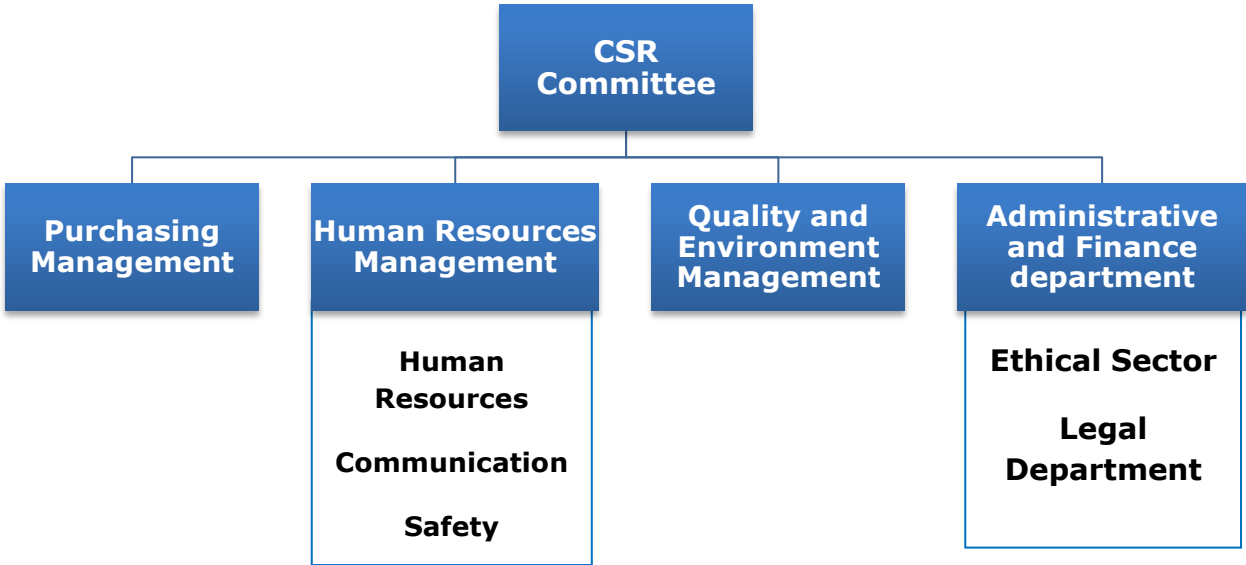 CSR
Committee
Purchasing
Management
Human Resources
Management
Quality and
Environment
Management
Administrative
and Finance
department
Human
Resources
Communication
Safety
Ethical Sector
Legal
Department